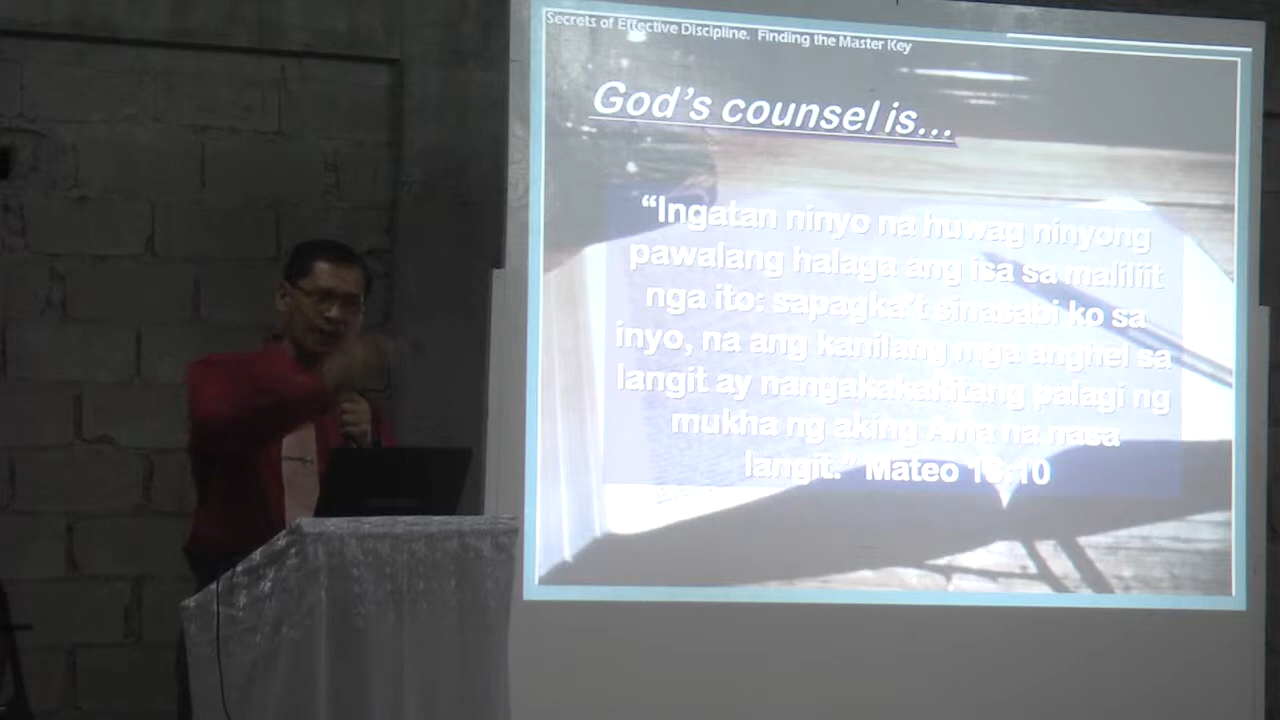 Secrets of Effective Discipline. Finding the Master Key
God's counsel is...
“Ingatan ninyo na huwag ninyong
pawalang halaga ang isa sa maliliit
nga ito: sapagka't sinasabi ko sa
inyo, na ang kanilang mga anghel sa
langit ay nangakakakitang palagi ng
mukha ng aking Ama na nasa
langit.” Mateo 18:10